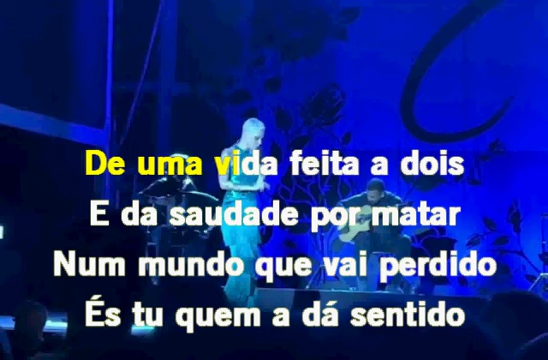 De uma vida feita a dois
E da saudade por matar
Num mundo que vai perdido
És tu quem a dá sentido